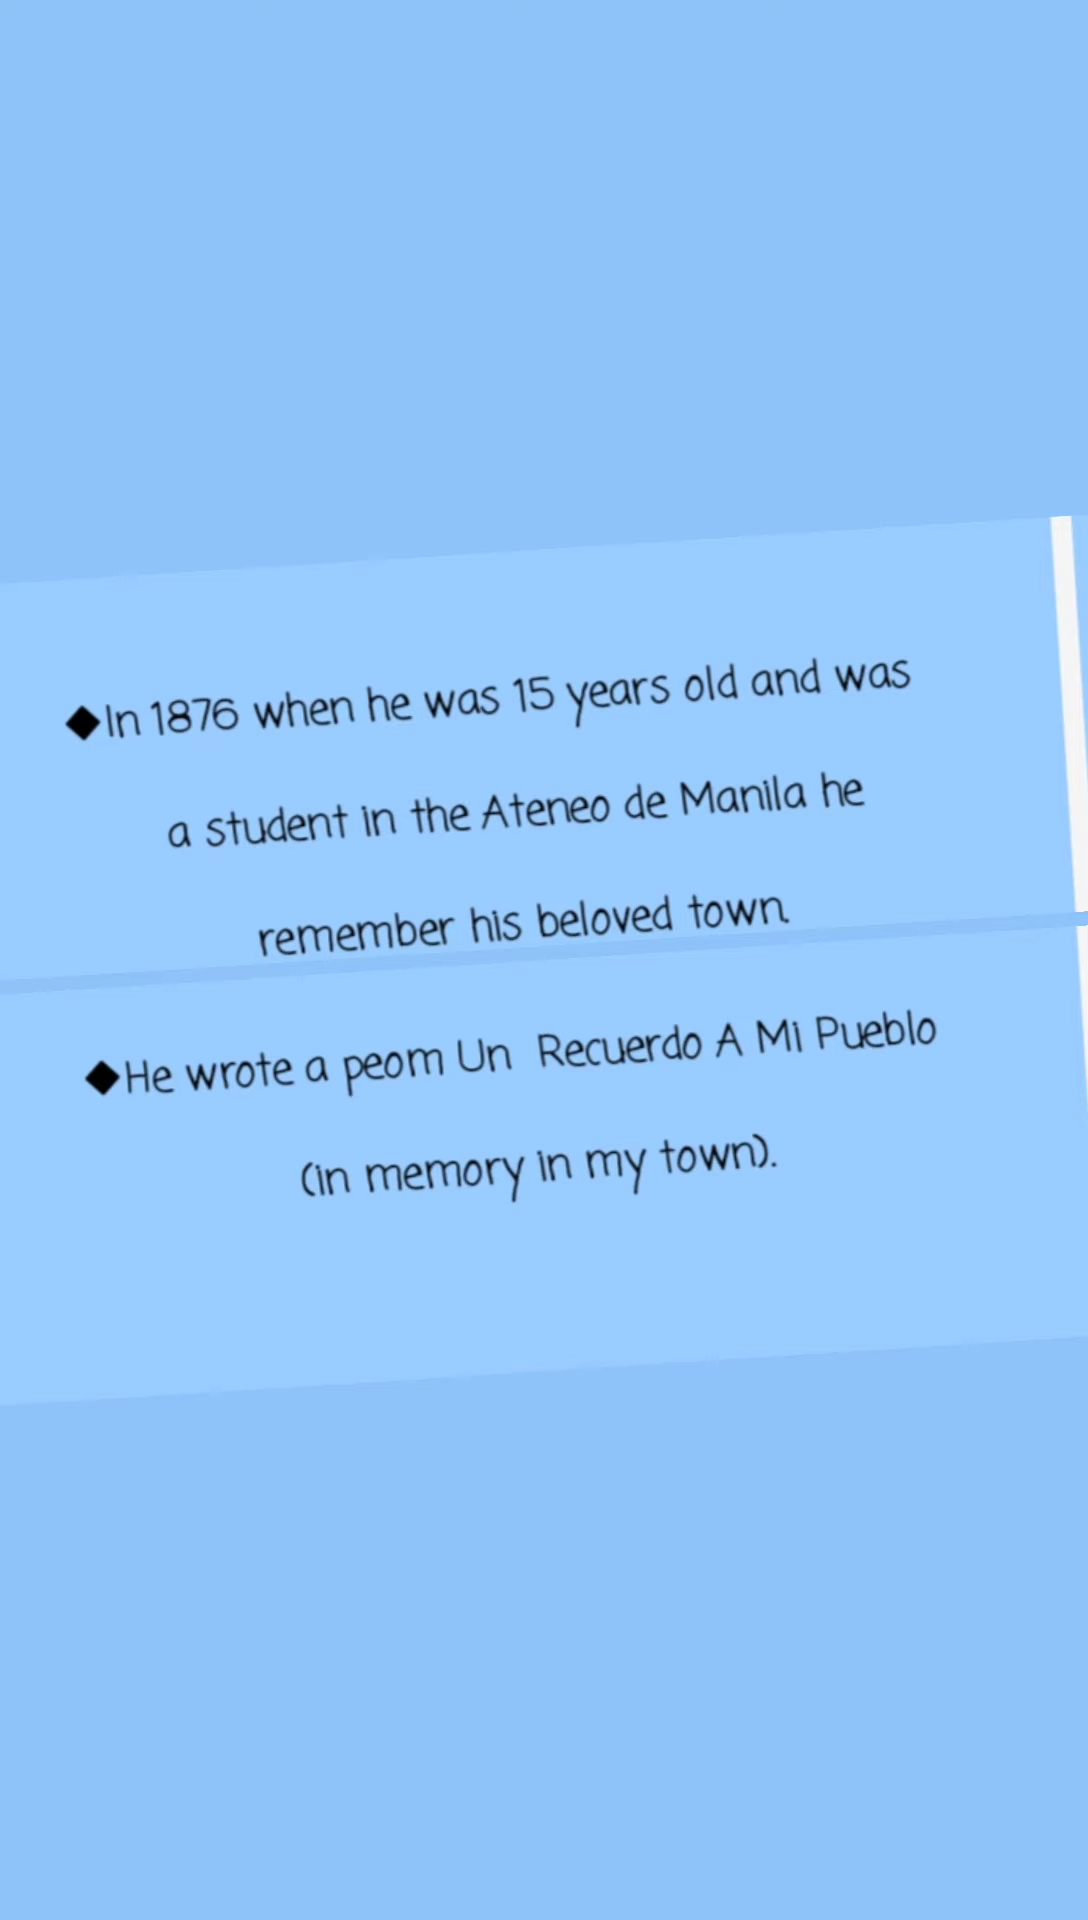 ◆In 1876 when he was 15 years old and was
a student in the Ateneo de Manila he
remember his beloved town.
◆He wrote a peom Un Recuerdo A Mi Pueblo
(in memory in my town).